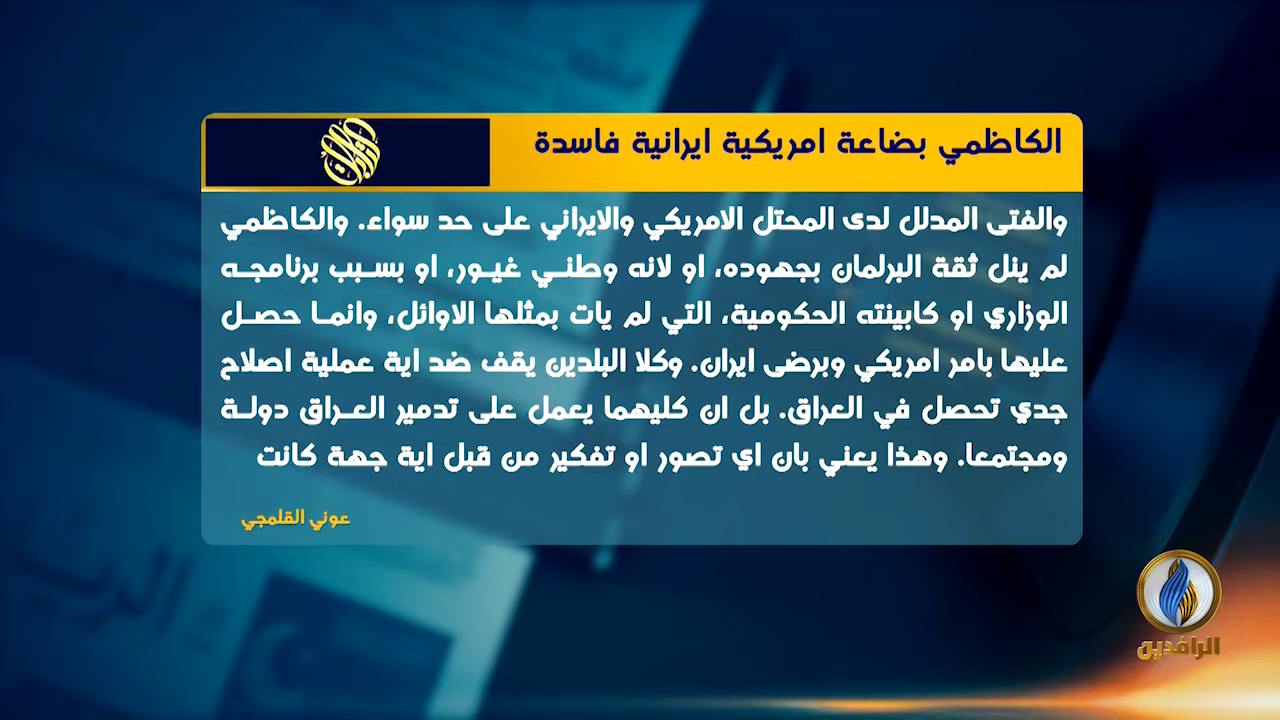 الكاظمي بضاعة امريكية ايرانية فاسدة
والفتى المدلل لدى المحتل الامريكي والايراني على حد سواء. والكاظمي
لم ينل ثقة البرلمان بجهوده، او لانه وطني غيور، او بسبب برنامجه
الوزاري او كابينته الحكومية، التي لم يات بمثلها الاوائل، وانما حصل
عليها بامر امريكي وبرضى ايران. وكلا البلدين يقف ضد اية عملية اصلاح
جدي تحصل في العراق. بل ان كليهما يعمل على تدمير العراق دولة
ومجتمعا. وهذا يعني بان اي تصور او تفكير من قبل اية جهة كانت
عوني القلمجي
الرافدين